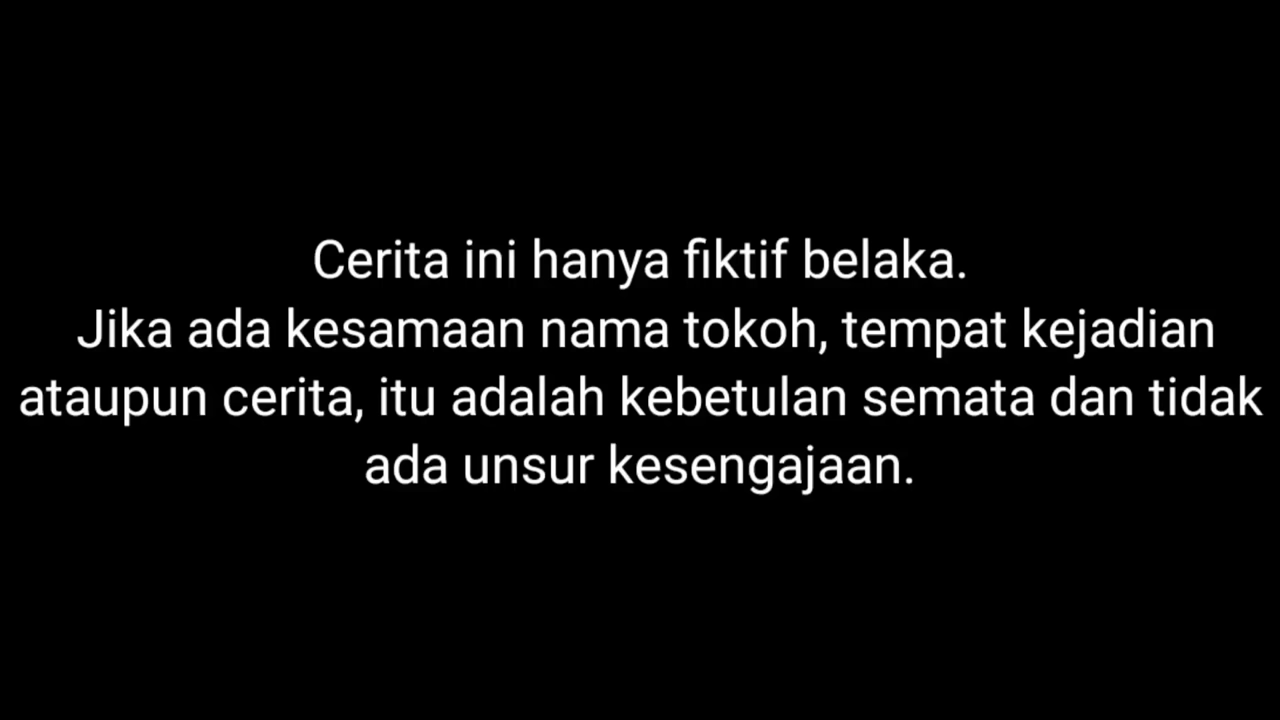 Cerita ini hanya fiktif belaka.
Jika ada kesamaan nama tokoh, tempat kejadian
ataupun cerita, itu adalah kebetulan semata dan tidak
ada unsur kesengajaan.